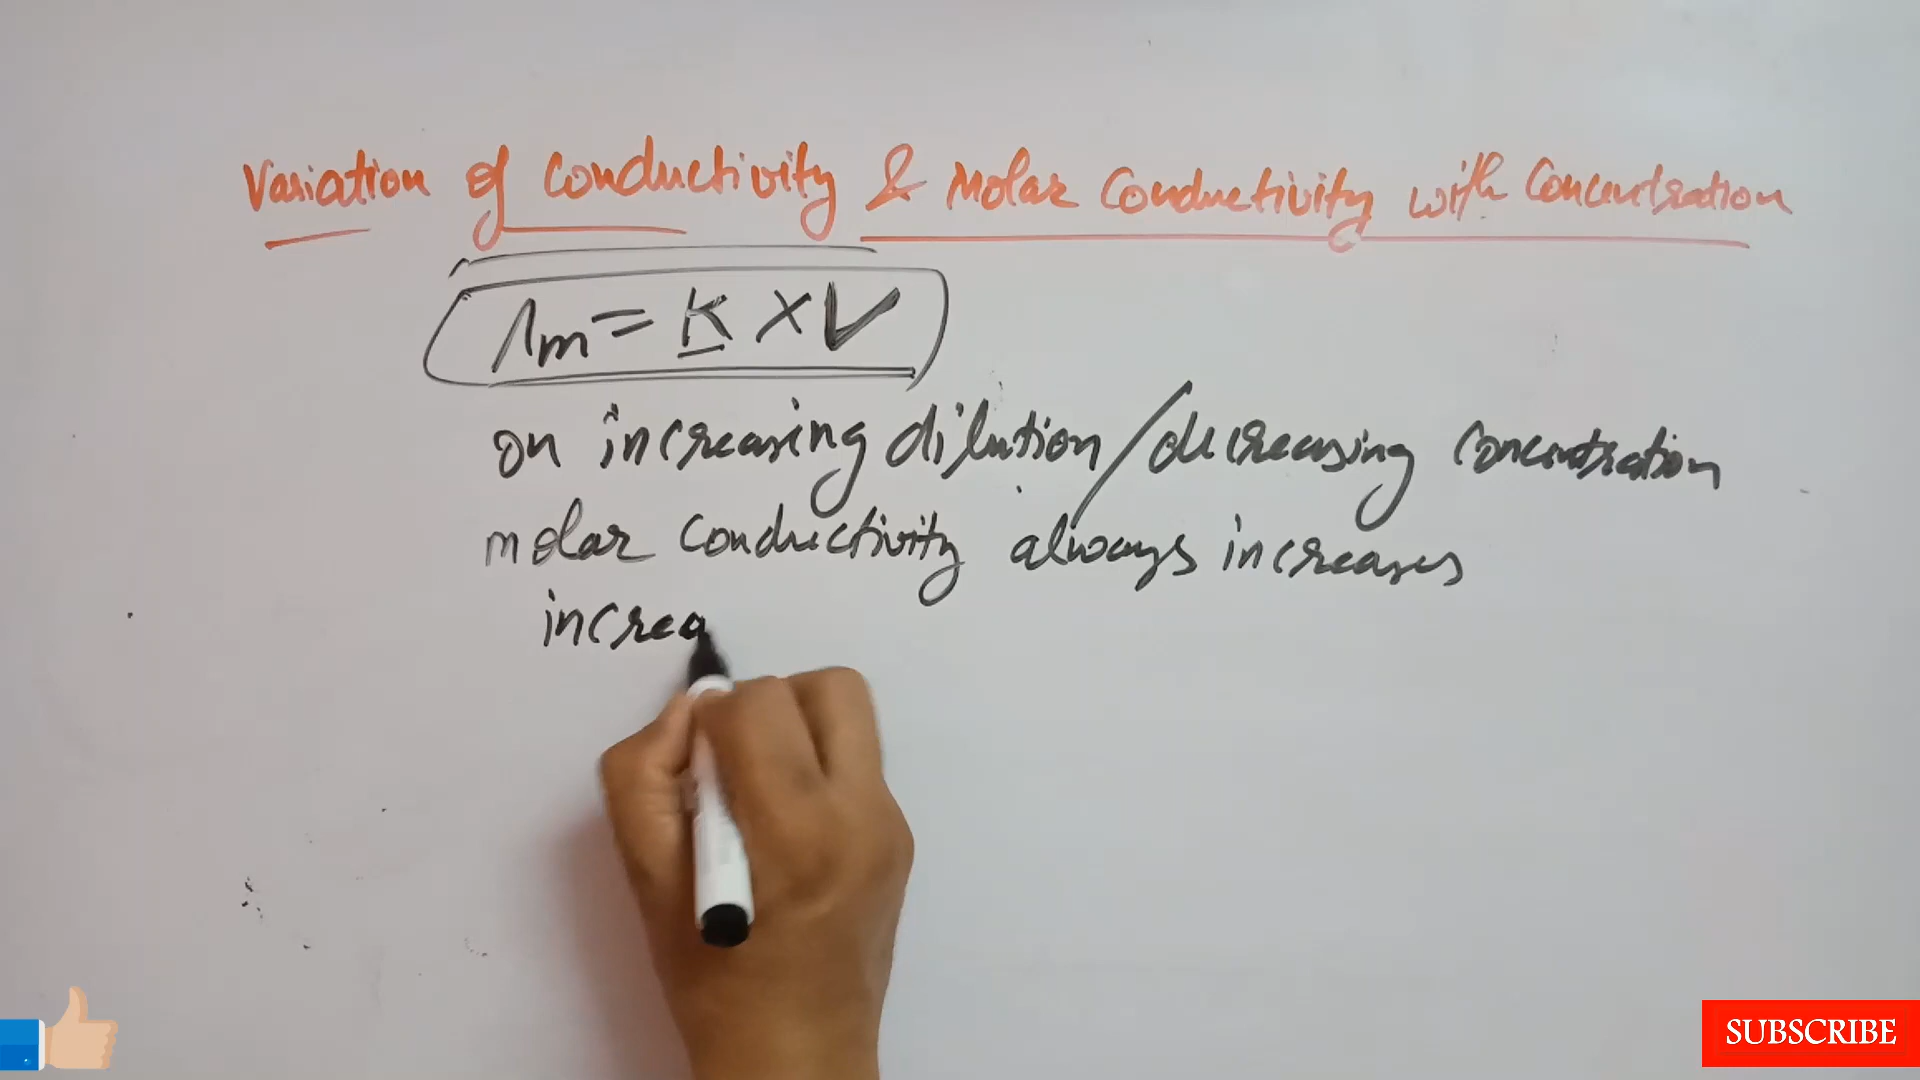 Variation of Conductivity & Molar Conductivity with Concentration
Λm = K × V
on increasing dilution/decreasing concentration
molar conductivity always increases
increa
SUBSCRIBE